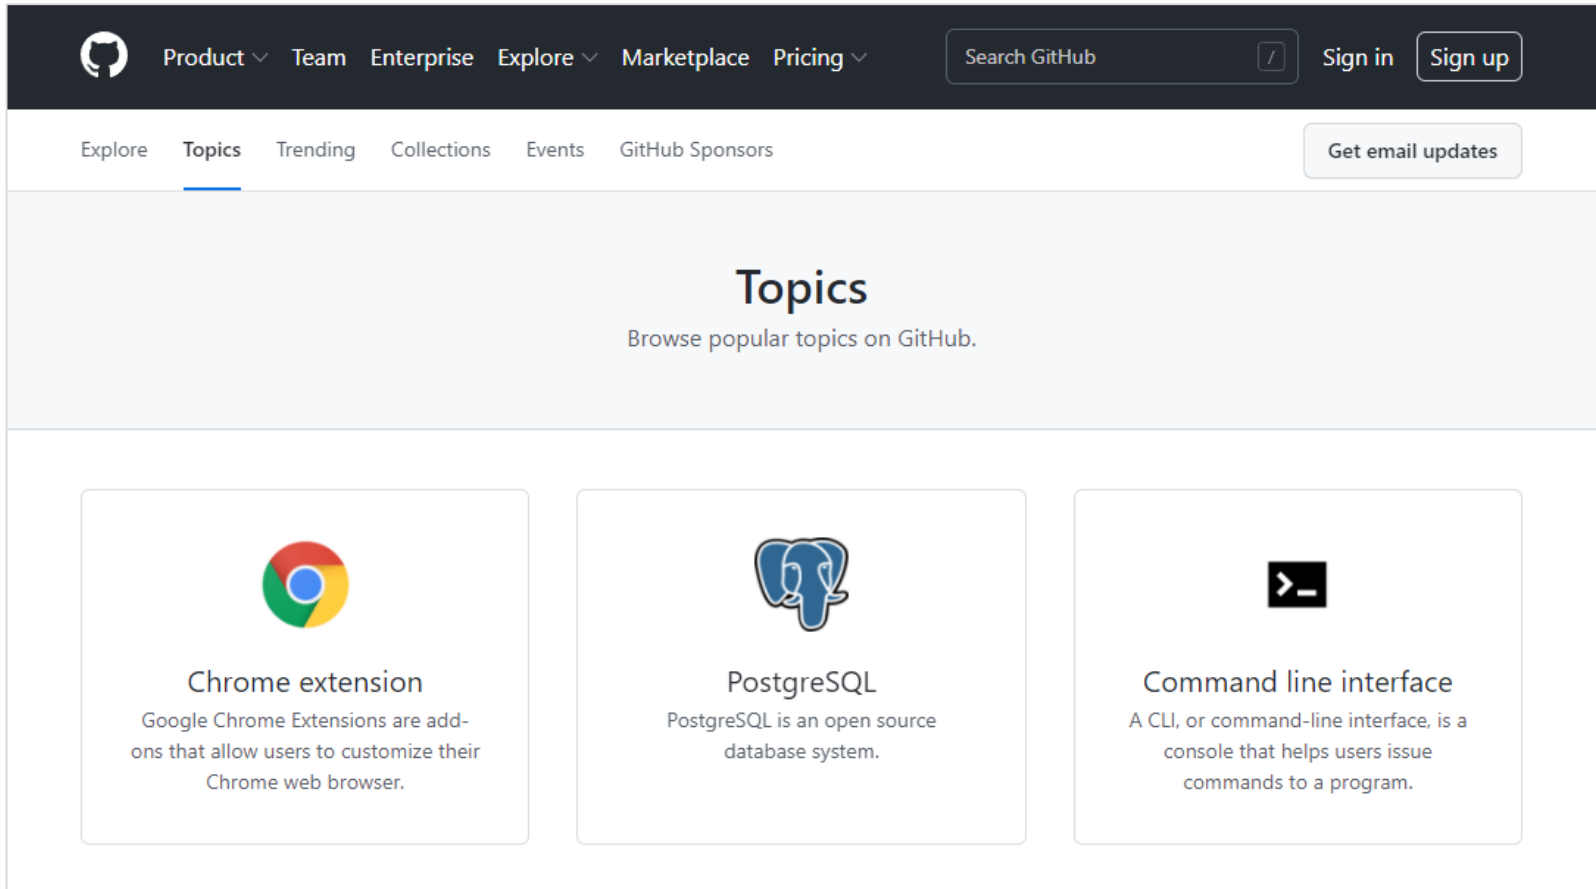 Product Team Enterprise Explore Marketplace Pricing Search GitHub / Sign in Sign up
Explore Topics Trending Collections Events GitHub Sponsors Get email updates
Topics
Browse popular topics on GitHub.
Chrome extension
Google Chrome Extensions are add-
ons that allow users to customize their
Chrome web browser.
PostgreSQL
PostgreSQL is an open source
database system.
Command line interface
A CLI, or command-line interface, is a
console that helps users issue
commands to a program.